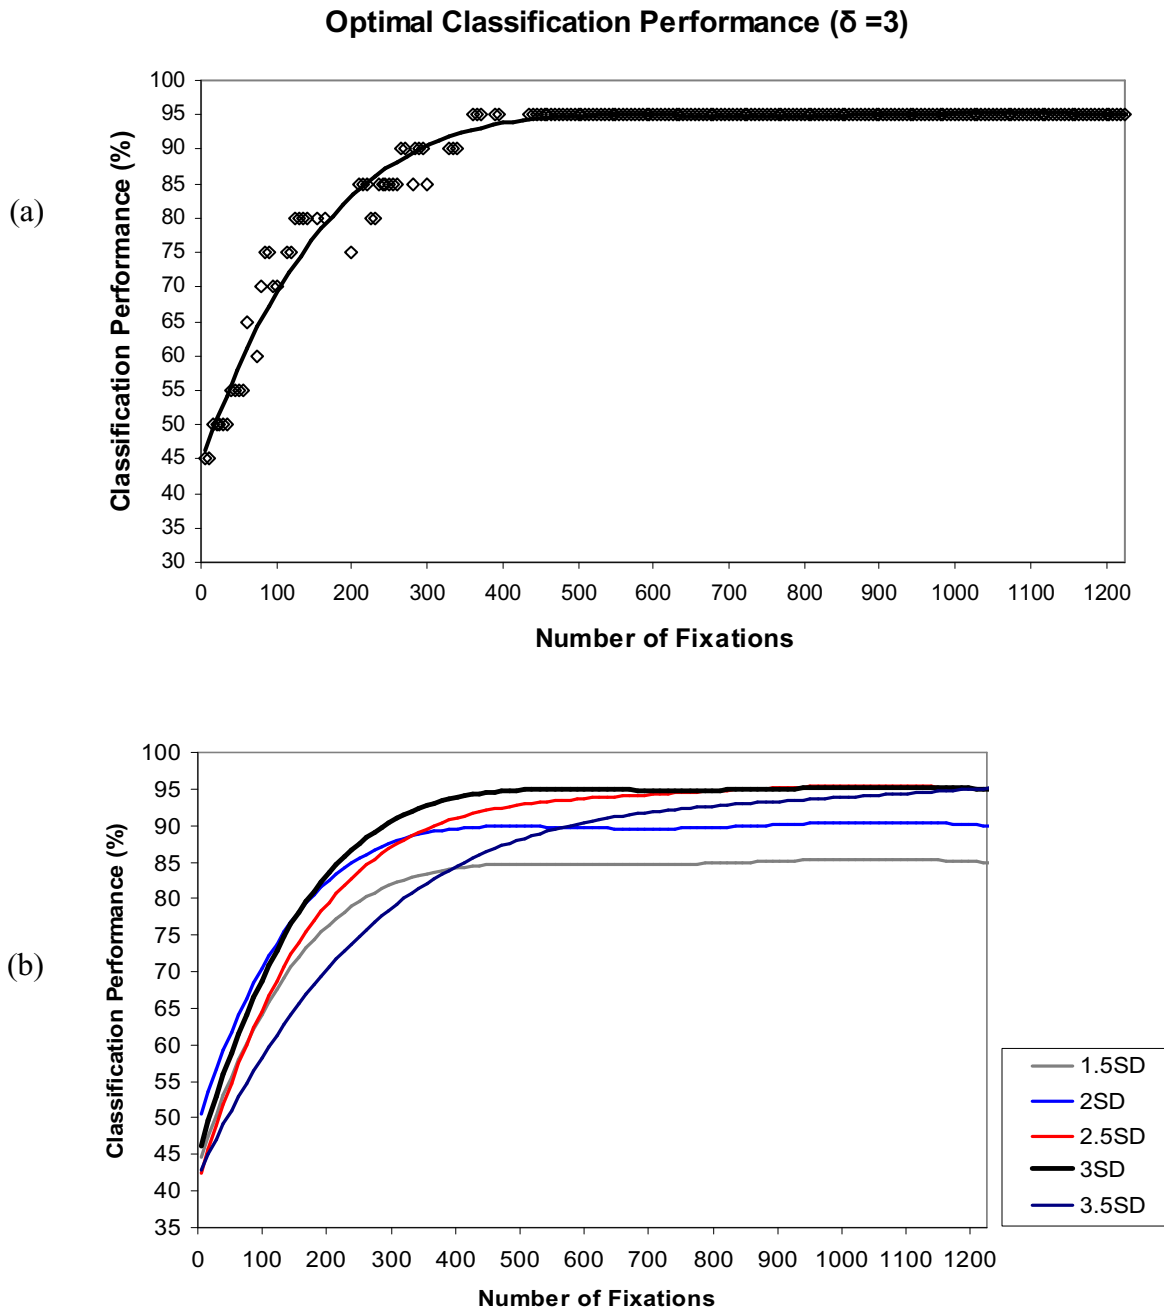 Optimal Classification Performance (δ =3)
(a)
Classification Performance (%)
100
95
90
85
80
75
70
65
60
55
50
45
40
35
30
0 100 200 300 400 500 600 700 800 900 1000 1100 1200
Number of Fixations
(b)
Classification Performance (%)
100
95
90
85
80
75
70
65
60
55
50
45
40
35
0 100 200 300 400 500 600 700 800 900 1000 1100 1200
Number of Fixations
1.5SD
2SD
2.5SD
3SD
3.5SD